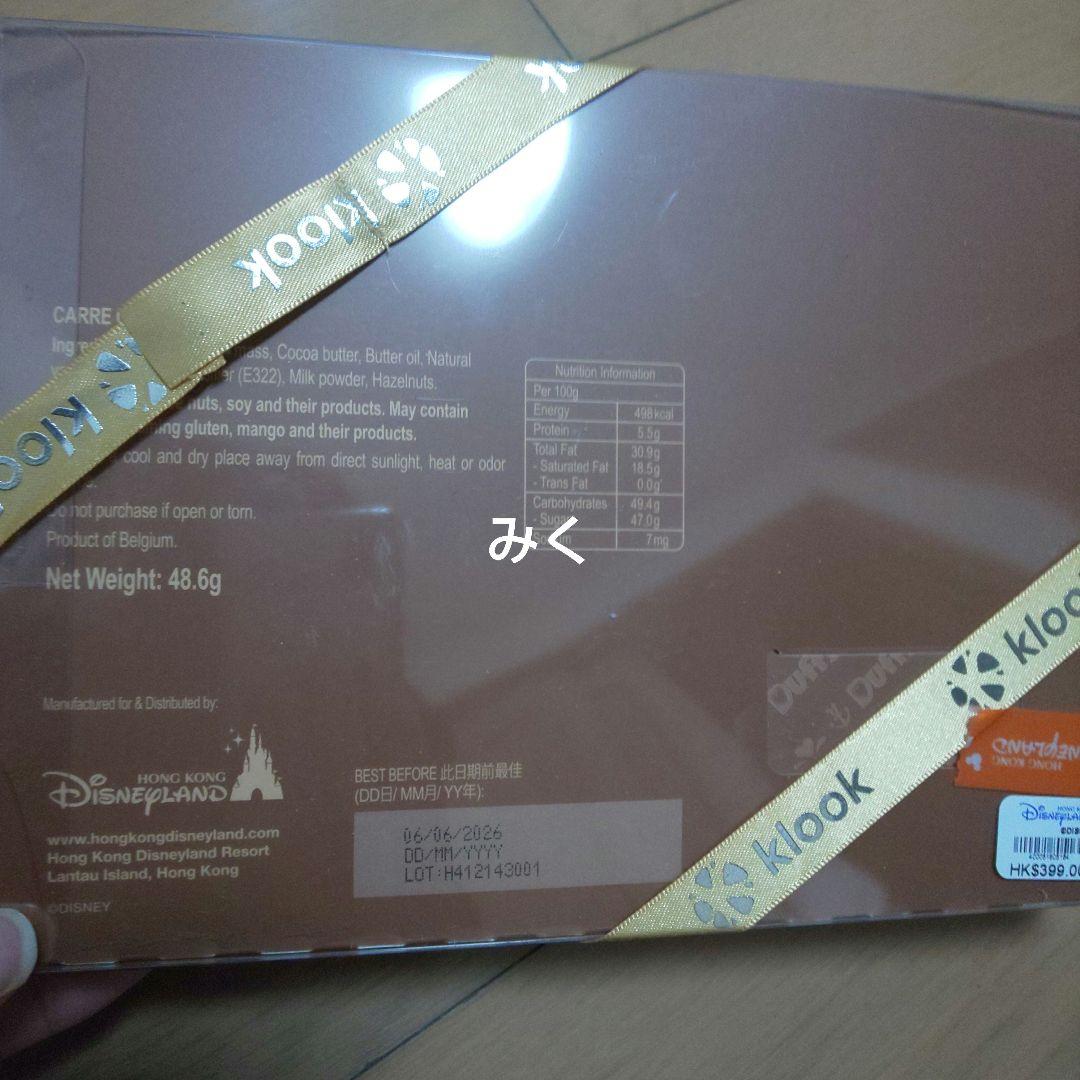 klook
klook
klook
CARRE
mass, Cocoa butter, Butter oil, Natural
(E322), Milk powder, Hazelnuts.
nuts, soy and their products. May contain
gluten, mango and their products.
cool and dry place away from direct sunlight, heat or odor
not purchase if open or torn.
Product of Belgium.
Net Weight: 48.6g
Nutrition Information
Per 100g
Energy 498kcal
Protein 5.5g
Total Fat 30.9g
- Saturated Fat 18.5g
- Trans Fat 0.0g
Carbohydrates 49.4g
- Sugar 47.0g
7mg
みく
Manufactured for & Distributed by:
HONG KONG
DISNEYLAND
www.hongkongdisneyland.com
Hong Kong Disneyland Resort
Lantau Island, Hong Kong
©DISNEY
BEST BEFORE 此日期前最佳
(DD日/ MM月/ YY年):
06/06/2026
DD/MM/YYYY
LOT:H412143001
klook
klook
HONG KONG
HK$399.00